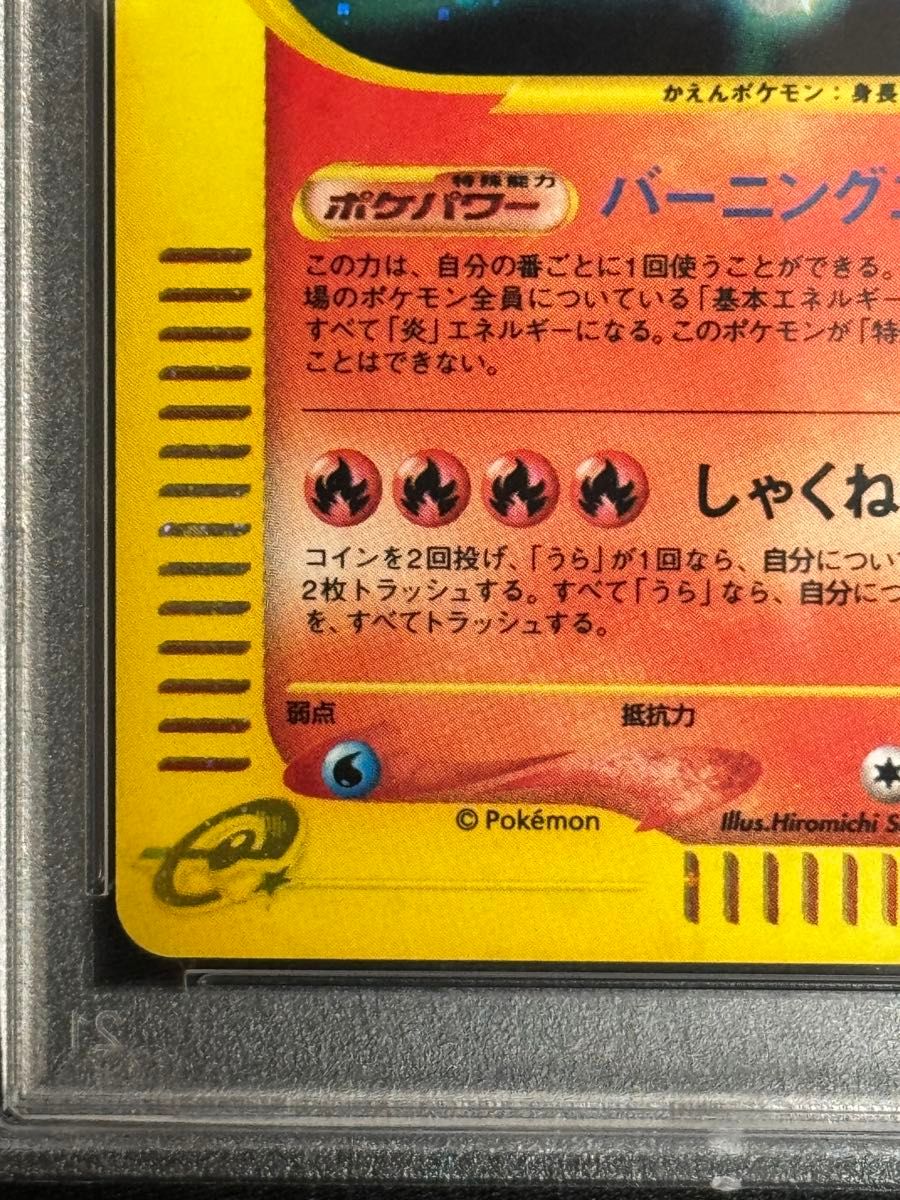 かえんポケモン：身長
特殊能力
ポケパワー バーニング
この力は、自分の番ごとに1回使うことができる。
場のポケモン全員についている「基本エネルギー
すべて「炎」エネルギーになる。このポケモンが「特
ことはできない。
しゃくね
コインを2回投げ、「うら」が1回なら、自分につい
2枚トラッシュする。すべて「うら」なら、自分につ
を、すべてトラッシュする。
弱点 抵抗力
© Pokémon Illus.Hiromichi S
e
21